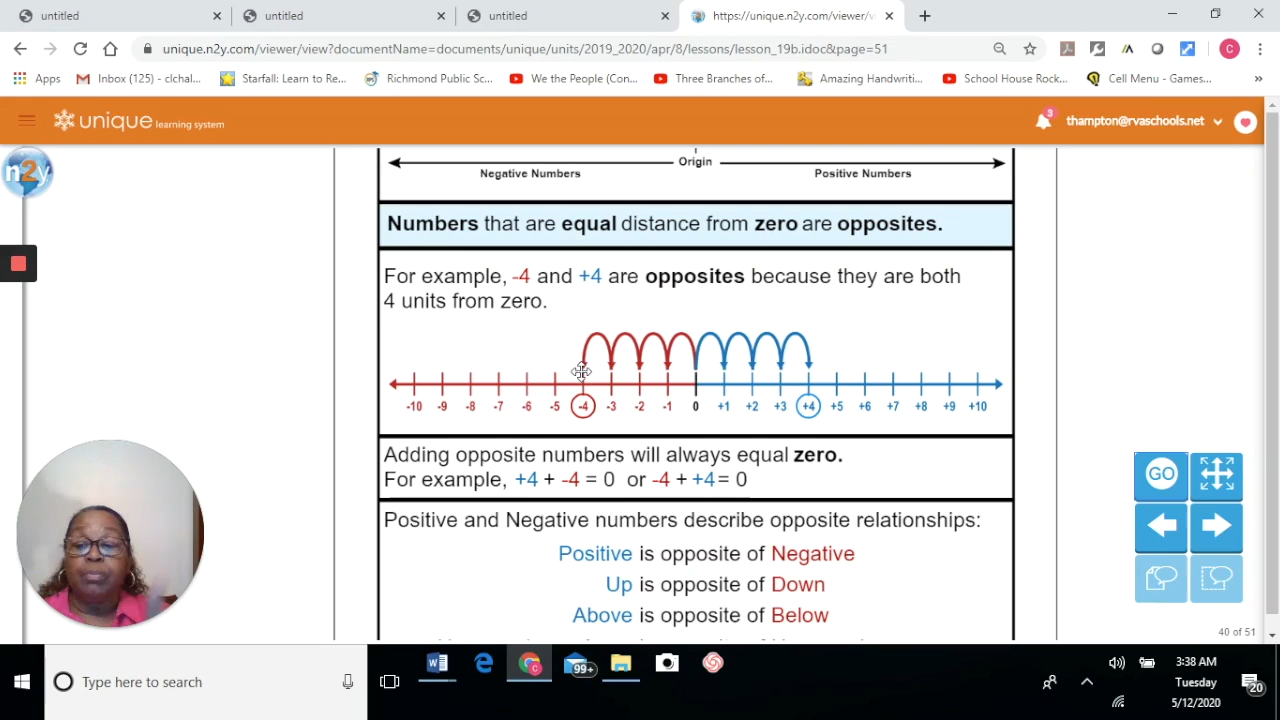 untitled
untitled
untitled
https://unique.n2y.com/viewer/vi
unique.n2y.com/viewer/view?documentName=documents/unique/units/2019_2020/apr/8/lessons/lesson_19b.idoc&page=51
C
Apps
Inbox (125) - clchal...
Starfall: Learn to Re...
Richmond Public Sc...
We the People (Con...
Three Branches of...
Amazing Handwriti...
School House Rock...
Cell Menu - Games...
unique learning system
3
thampton@rvaschools.net
n2y
Origin
Negative Numbers
Positive Numbers
Numbers that are equal distance from zero are opposites.
For example, -4 and +4 are opposites because they are both
4 units from zero.
-10 -9 -8 -7 -6 -5 -4 -3 -2 -1 0 +1 +2 +3 +4 +5 +6 +7 +8 +9 +10
Adding opposite numbers will always equal zero.
For example, +4 + -4 = 0 or -4 + +4 = 0
Positive and Negative numbers describe opposite relationships:
Positive is opposite of Negative
Up is opposite of Down
Above is opposite of Below
GO
40 of 51
Type here to search
99+
3:38 AM
Tuesday
5/12/2020
20